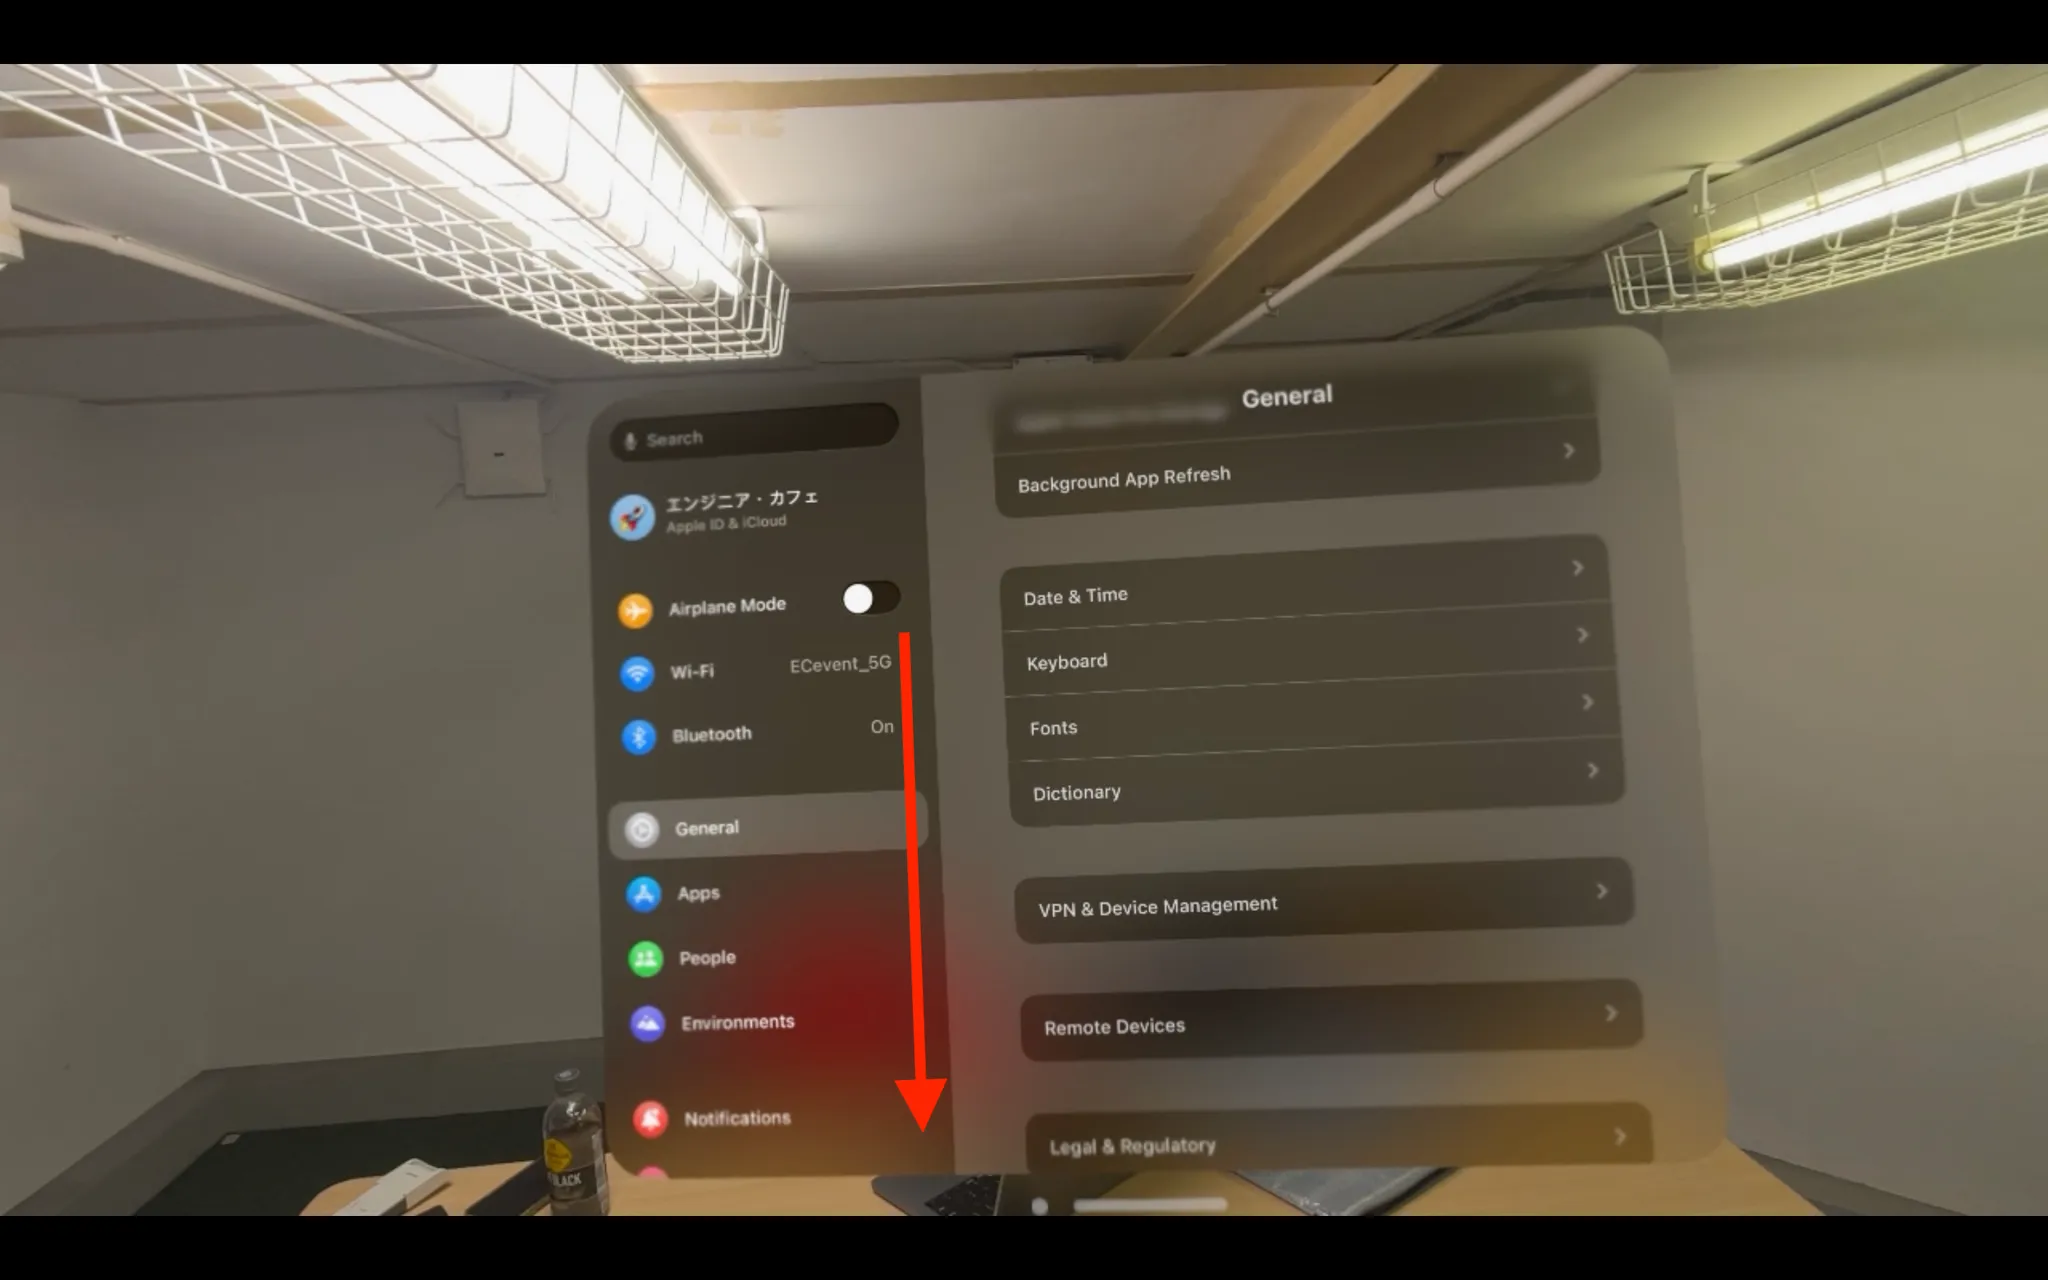 Search
エンジニア・カフェ
Apple ID & iCloud
Airplane Mode
Wi-Fi ECevent_5G
Bluetooth On
General
Apps
People
Environments
Notifications
General
Background App Refresh
Date & Time
Keyboard
Fonts
Dictionary
VPN & Device Management
Remote Devices
Legal & Regulatory
BLACK